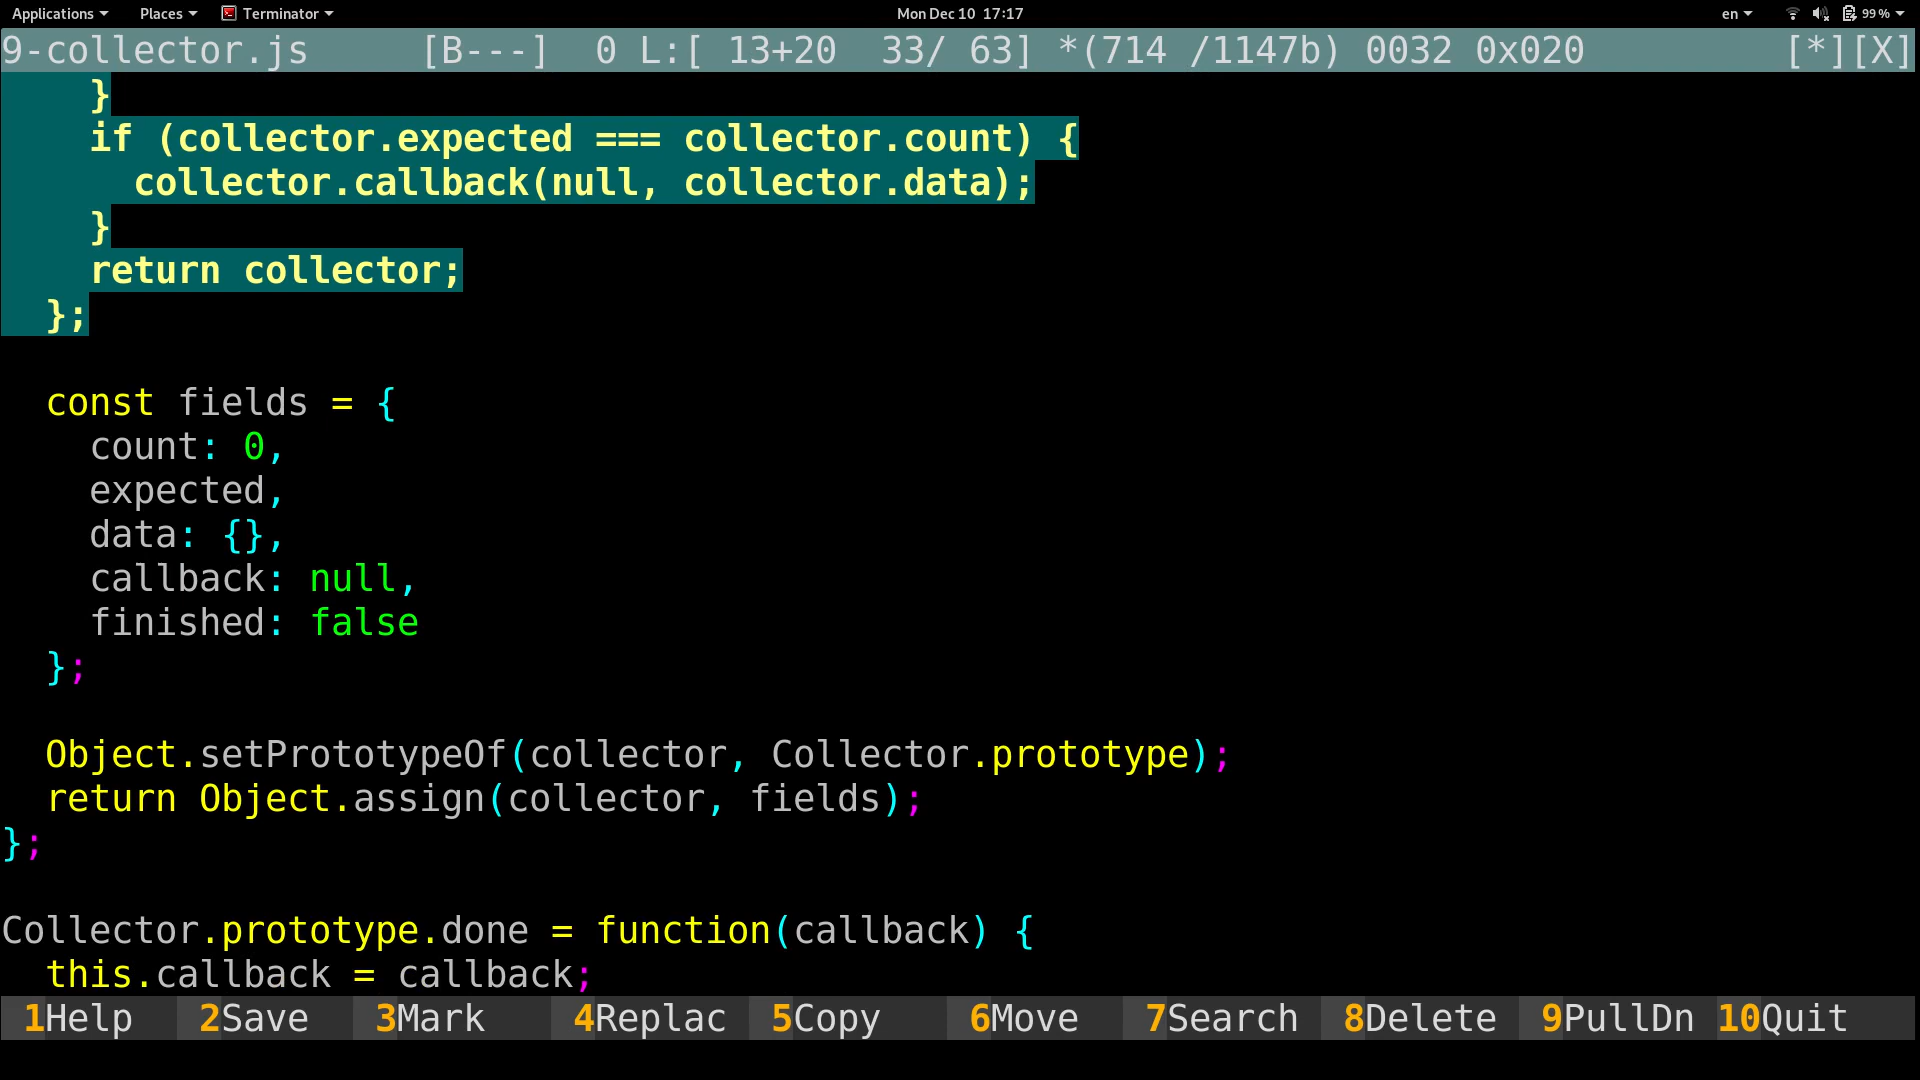 Applications Places Terminator Mon Dec 10 17:17 en 99%
9-collector.js [B---] 0 L:[ 13+20 33/ 63] *(714 /1147b) 0032 0x020 [*][X]
    }
    if (collector.expected === collector.count) {
      collector.callback(null, collector.data);
    }
    return collector;
  };
  const fields = {
    count: 0,
    expected,
    data: {},
    callback: null,
    finished: false
  };
  Object.setPrototypeOf(collector, Collector.prototype);
  return Object.assign(collector, fields);
};
Collector.prototype.done = function(callback) {
  this.callback = callback;
1Help 2Save 3Mark 4Replac 5Copy 6Move 7Search 8Delete 9PullDn 10Quit